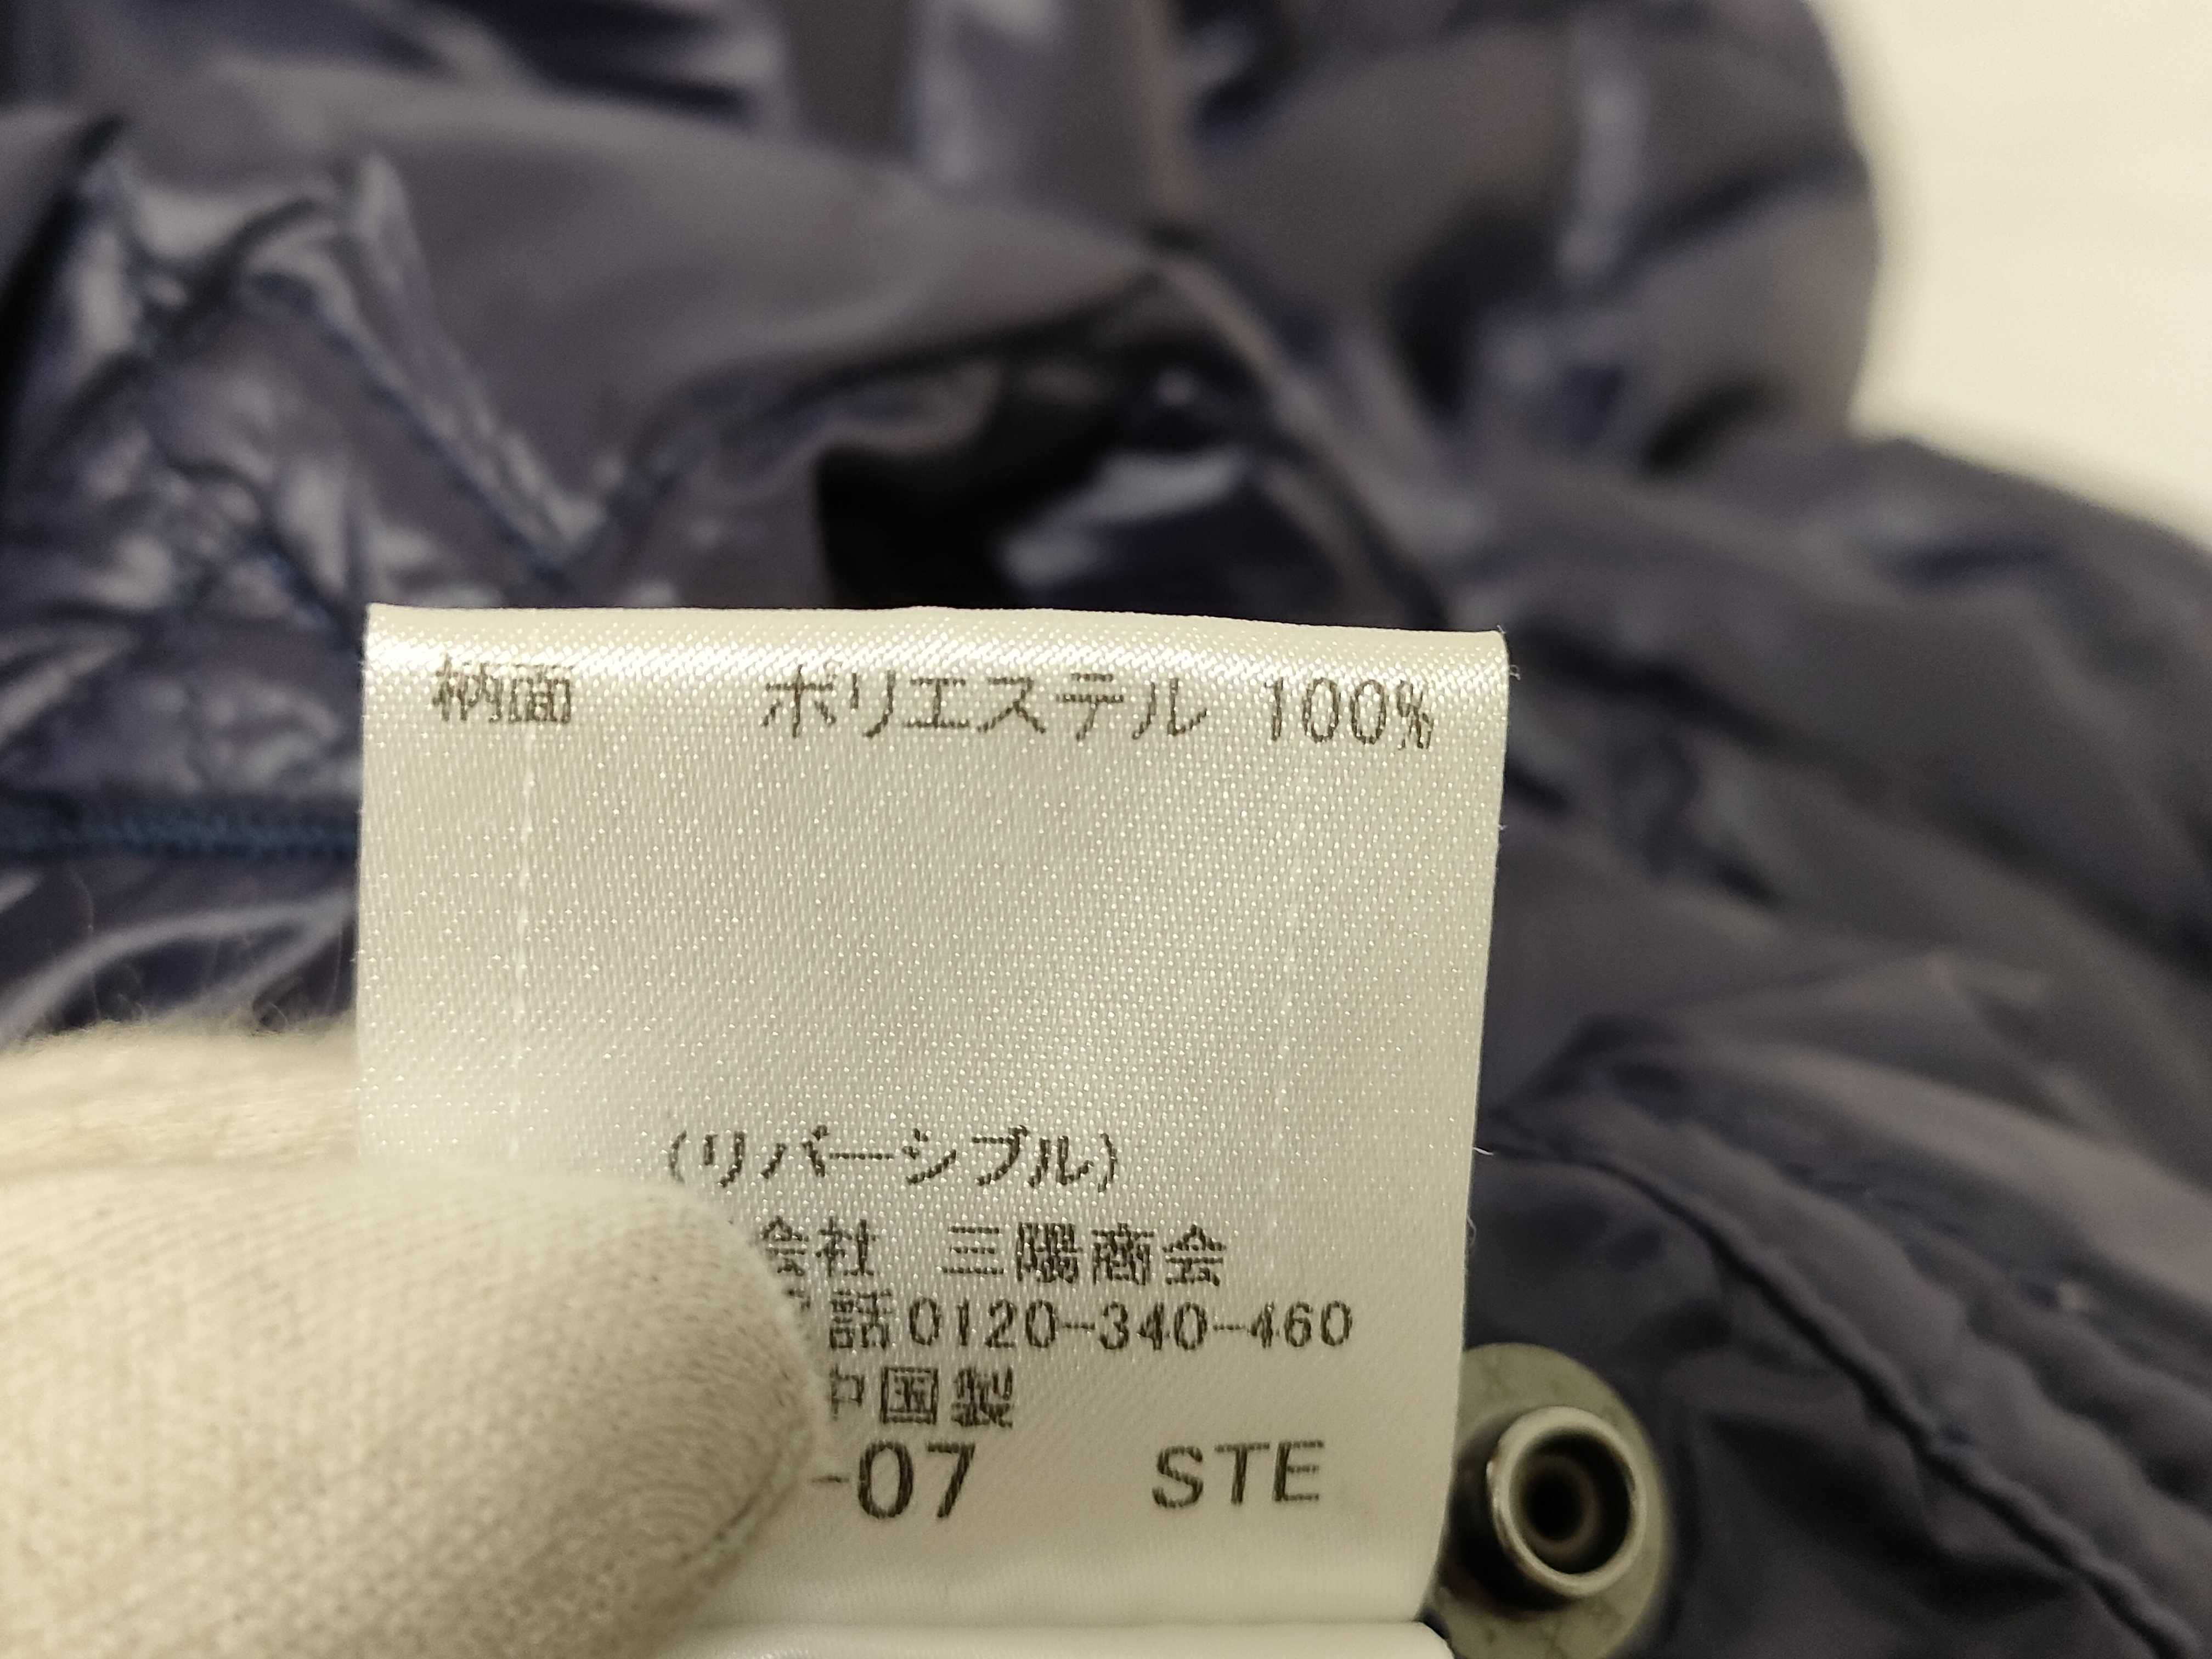 柄面 ポリエステル 100%
(リバーシブル)
会社 三陽商会
話0120-340-460
中国製
-07 STE